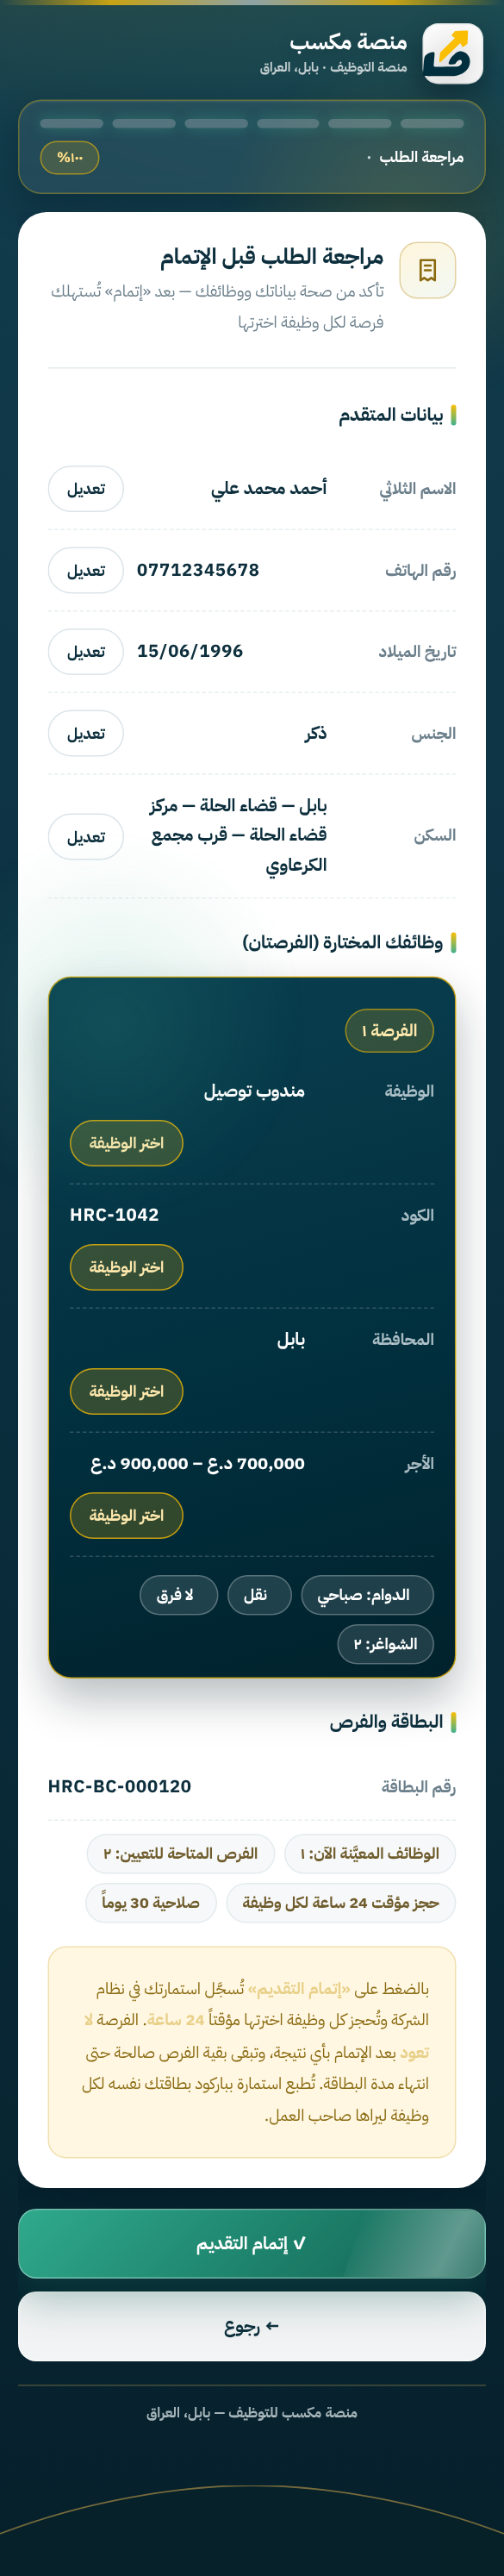 منصة مكسب
منصة التوظيف · بابل، العراق
مراجعة الطلب ·
١٠٠%
مراجعة الطلب قبل الإتمام
تأكد من صحة بياناتك ووظائفك — بعد «إتمام» تُستهلك
فرصة لكل وظيفة اخترتها
بيانات المتقدم
الاسم الثلاثي أحمد محمد علي تعديل
رقم الهاتف 07712345678 تعديل
تاريخ الميلاد 15/06/1996 تعديل
الجنس ذكر تعديل
السكن بابل — قضاء الحلة — مركز
قضاء الحلة — قرب مجمع
الكرعاوي
تعديل
وظائفك المختارة (الفرصتان)
الفرصة ١
الوظيفة مندوب توصيل
اختر الوظيفة
الكود HRC-1042
اختر الوظيفة
المحافظة بابل
اختر الوظيفة
الأجر 700,000 د.ع – 900,000 د.ع
اختر الوظيفة
الدوام: صباحي نقل لا فرق
الشواغر: ٢
البطاقة والفرص
رقم البطاقة HRC-BC-000120
الوظائف المعيَّنة الآن: ١ الفرص المتاحة للتعيين: ٢
حجز مؤقت 24 ساعة لكل وظيفة صلاحية 30 يوماً
بالضغط على «إتمام التقديم» تُسجَّل استمارتك في نظام
الشركة وتُحجز كل وظيفة اخترتها مؤقتاً 24 ساعة. الفرصة لا
تعود بعد الإتمام بأي نتيجة، وتبقى بقية الفرص صالحة حتى
انتهاء مدة البطاقة. تُطبع استمارة بباركود بطاقتك نفسه لكل
وظيفة ليراها صاحب العمل.
✓ إتمام التقديم
← رجوع
منصة مكسب للتوظيف — بابل، العراق